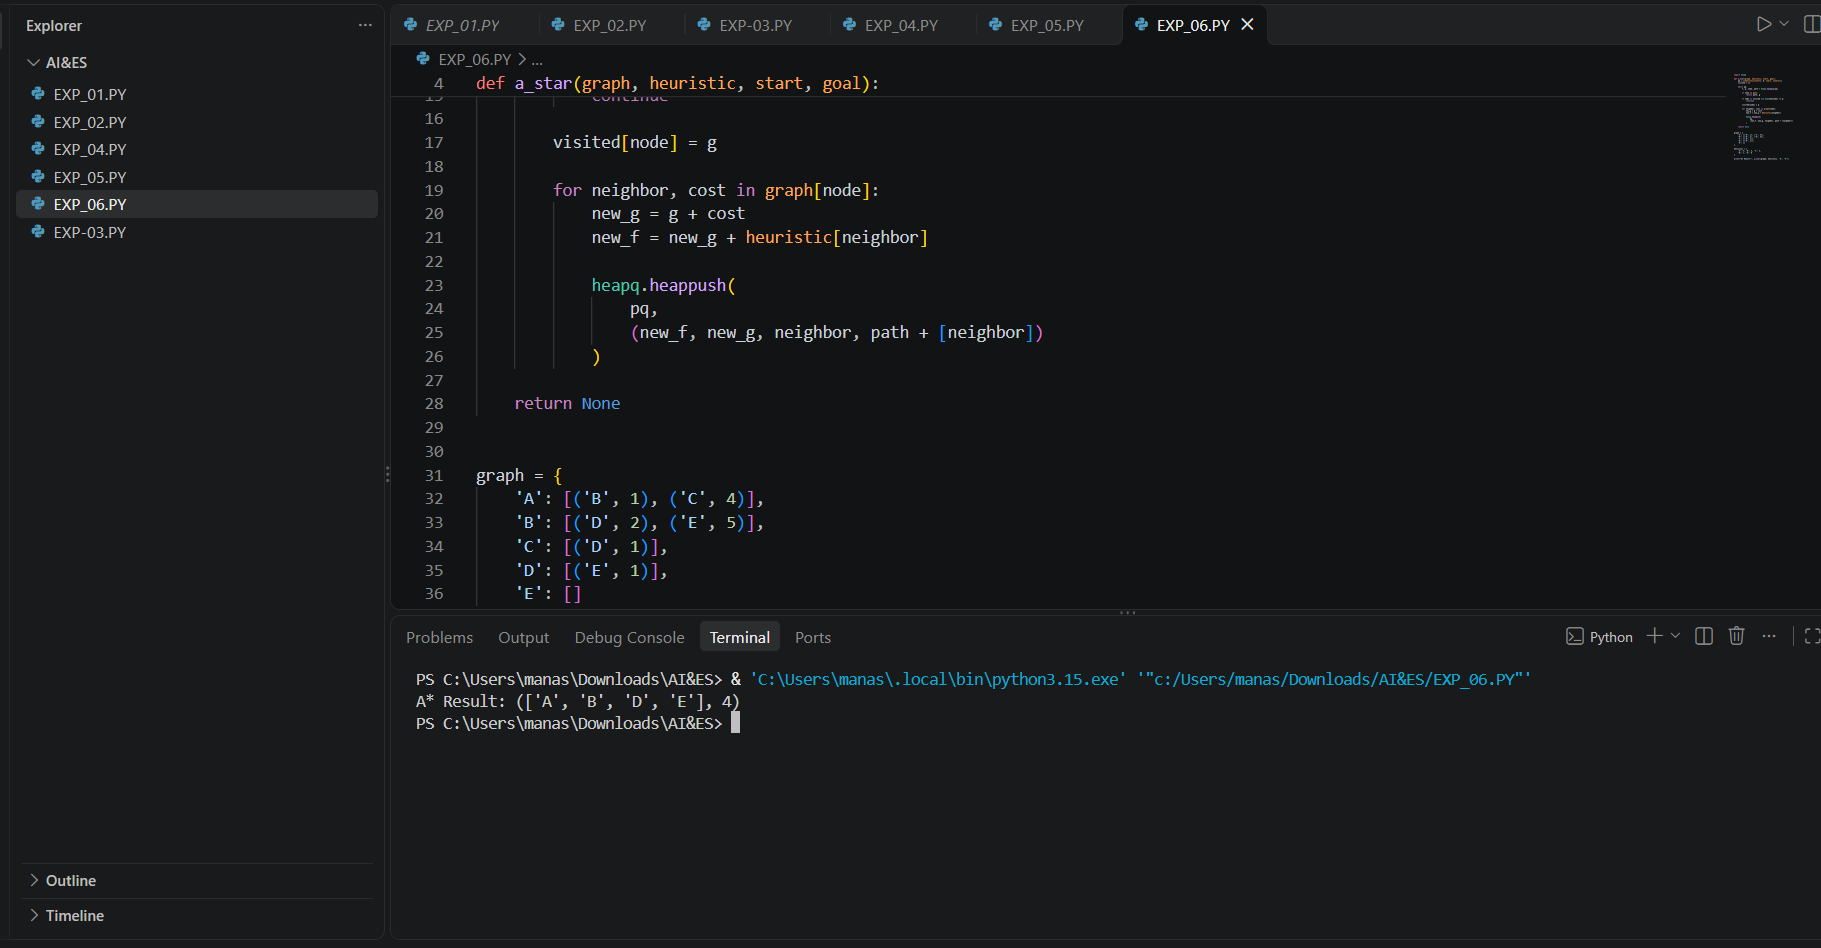 Explorer
AI&ES
EXP_01.PY
EXP_02.PY
EXP_04.PY
EXP_05.PY
EXP_06.PY
EXP-03.PY
Outline
Timeline
EXP_01.PY EXP_02.PY EXP-03.PY EXP_04.PY EXP_05.PY EXP_06.PY
EXP_06.PY > ...
4 def a_star(graph, heuristic, start, goal):
15 continue
16
17 visited[node] = g
18
19 for neighbor, cost in graph[node]:
20 new_g = g + cost
21 new_f = new_g + heuristic[neighbor]
22
23 heapq.heappush(
24 pq,
25 (new_f, new_g, neighbor, path + [neighbor])
26 )
27
28 return None
29
30
31 graph = {
32 'A': [('B', 1), ('C', 4)],
33 'B': [('D', 2), ('E', 5)],
34 'C': [('D', 1)],
35 'D': [('E', 1)],
36 'E': []
Problems Output Debug Console Terminal Ports
Python
PS C:\Users\manas\Downloads\AI&ES> & 'C:\Users\manas\.local\bin\python3.15.exe' '"c:/Users/manas/Downloads/AI&ES/EXP_06.PY"'
A* Result: (['A', 'B', 'D', 'E'], 4)
PS C:\Users\manas\Downloads\AI&ES>